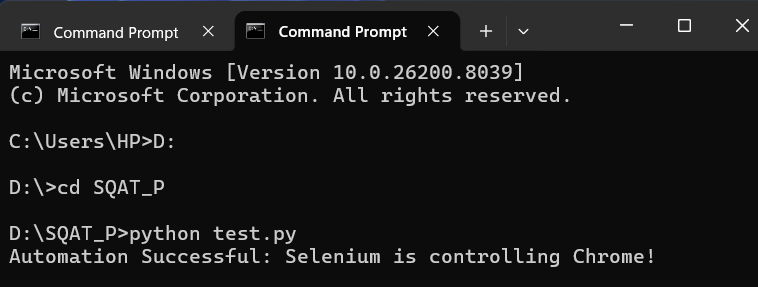 Command Prompt
Command Prompt
Microsoft Windows [Version 10.0.26200.8039]
(c) Microsoft Corporation. All rights reserved.
C:\Users\HP>D:
D:\>cd SQAT_P
D:\SQAT_P>python test.py
Automation Successful: Selenium is controlling Chrome!